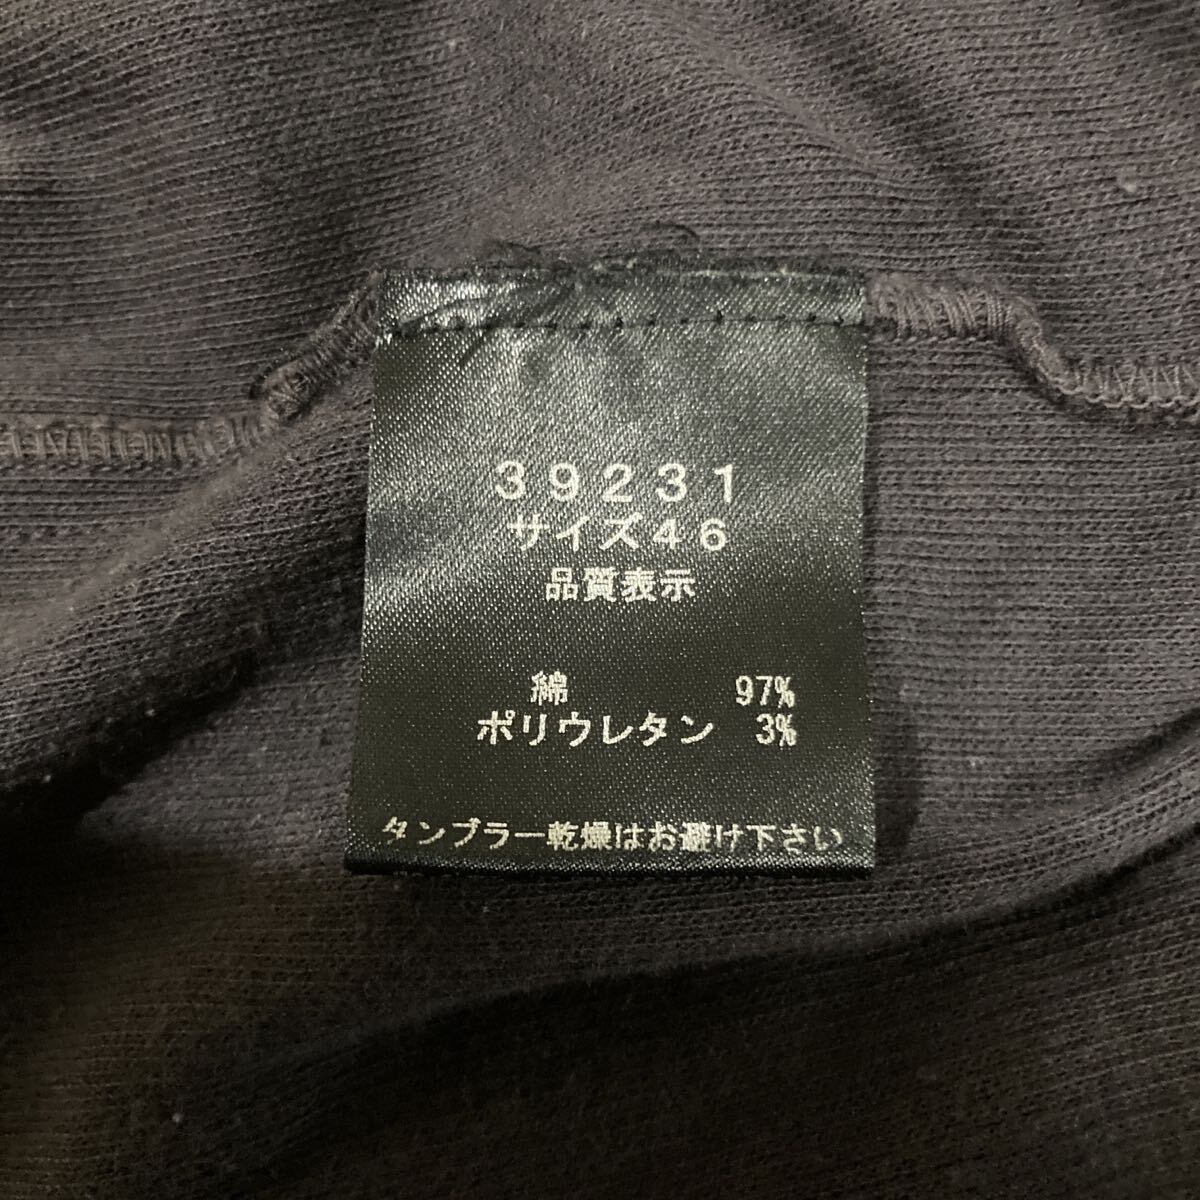 39231
サイズ46
品質表示
綿 97%
ポリウレタン 3%
タンブラー乾燥はお避け下さい